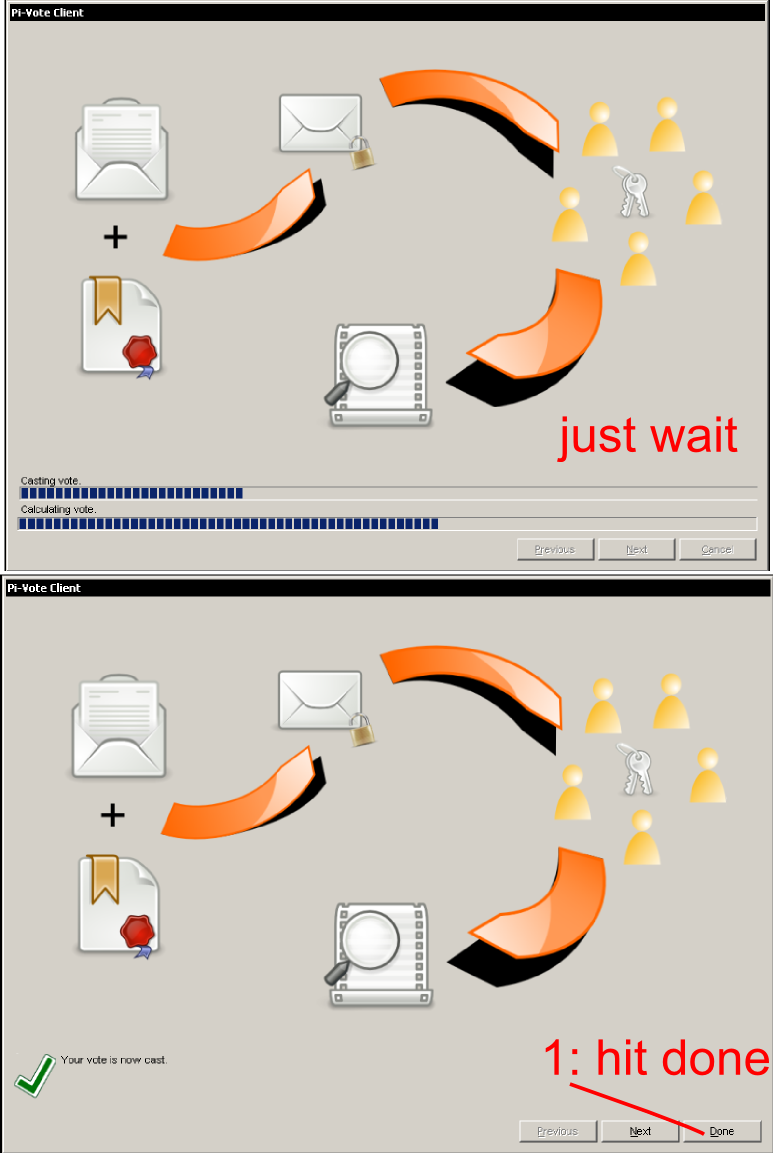 Pi-Vote Client
+
just wait
Casting vote.
Calculating vote.
Previous Next Cancel
Pi-Vote Client
+
Your vote is now cast.
1: hit done
Previous Next Done